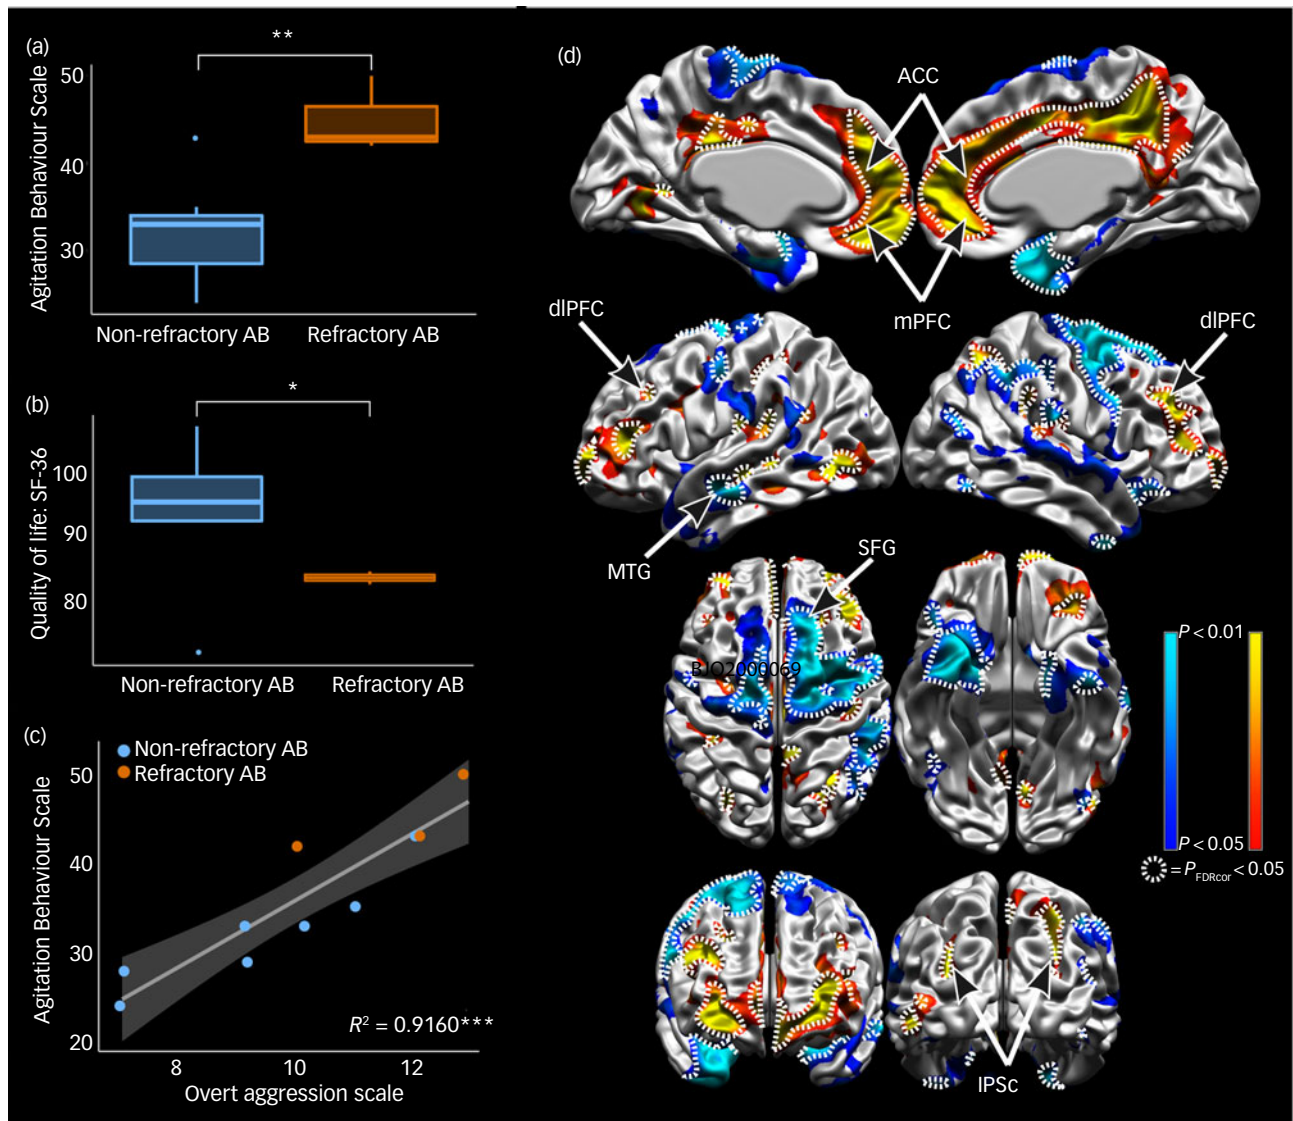 (a)
**
Agitation Behaviour Scale
50
40
30
Non-refractory AB
Refractory AB
(b)
*
Quality of life: SF-36
100
90
80
Non-refractory AB
Refractory AB
(c)
Non-refractory AB
Refractory AB
Agitation Behaviour Scale
50
40
30
20
R² = 0.9160***
8
10
12
Overt aggression scale
(d)
ACC
mPFC
dlPFC
dlPFC
MTG
SFG
BJO2000069
P < 0.01
P < 0.05
= PFDRcor < 0.05
IPSc